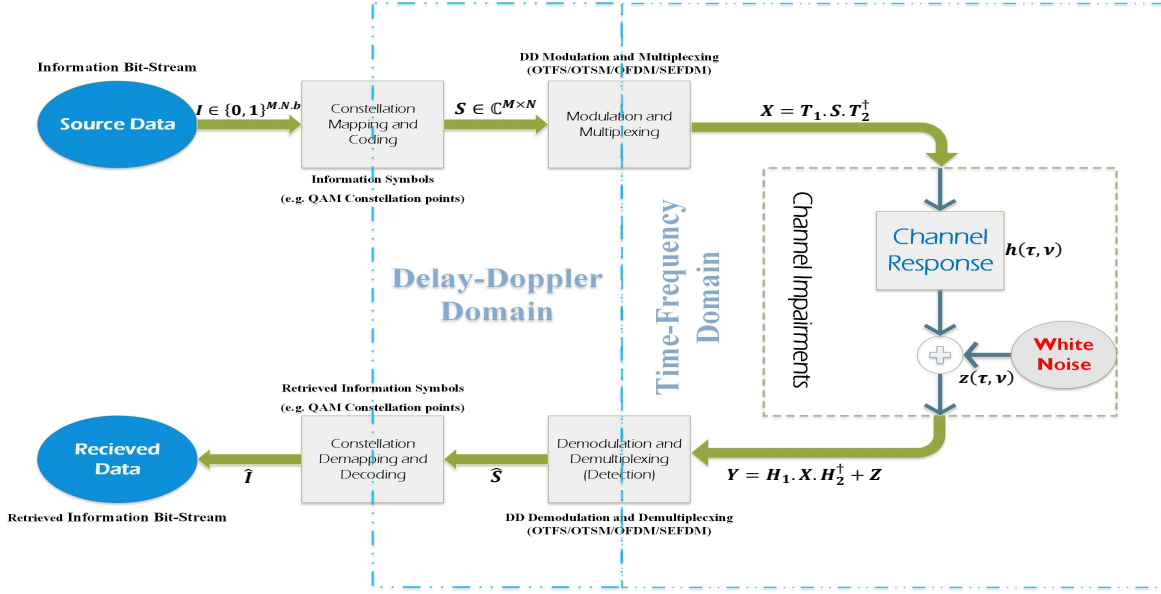 Information Bit-Stream
Source Data
I ∈ {0, 1}^{M.N.b}
Constellation
Mapping and
Coding
Information Symbols
(e.g. QAM Constellation points)
S ∈ ℂ^{M×N}
DD Modulation and Multiplecxing
(OTFS/OTSM/OFDM/SEFDM)
Modulation and
Multiplexing
X = T₁. S. T₂†
Channel Impairments
Channel
Response
h(τ, ν)
White
Noise
z(τ, ν)
Delay-Doppler
Domain
Time-Frequency
Domain
Y = H₁. X. H₂† + Z
Demodulation and
Demultiplexing
(Detection)
DD Demodulation and Demultiplecxing
(OTFS/OTSM/OFDM/SEFDM)
Ŝ
Retrieved Information Symbols
(e.g. QAM Constellation points)
Constellation
Demapping and
Decoding
Î
Recieved
Data
Retrieved Information Bit-Stream